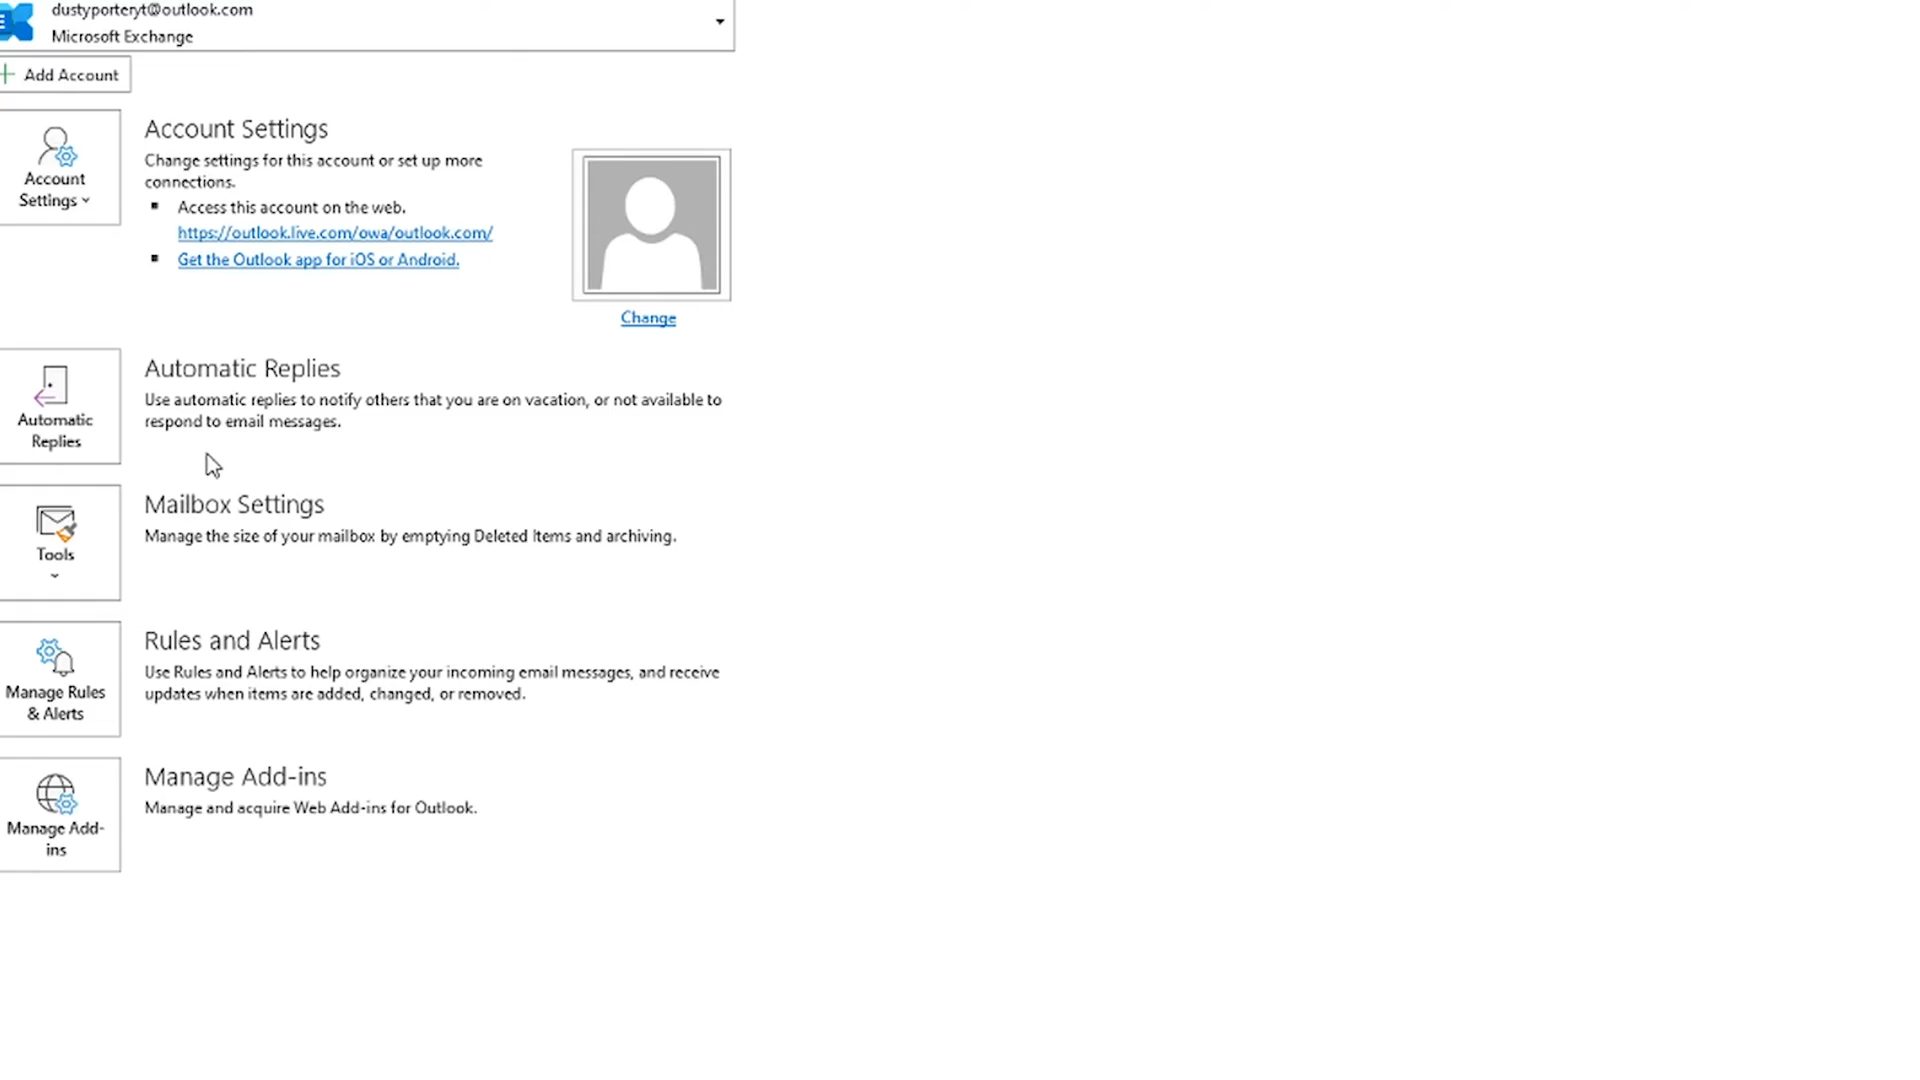 dustyporteryt@outlook.com
Microsoft Exchange
Add Account
Account Settings
Change settings for this account or set up more
connections.
Access this account on the web.
https://outlook.live.com/owa/outlook.com/
Get the Outlook app for iOS or Android.
Account
Settings
Change
Automatic Replies
Use automatic replies to notify others that you are on vacation, or not available to
respond to email messages.
Automatic
Replies
Mailbox Settings
Manage the size of your mailbox by emptying Deleted Items and archiving.
Tools
Rules and Alerts
Use Rules and Alerts to help organize your incoming email messages, and receive
updates when items are added, changed, or removed.
Manage Rules
& Alerts
Manage Add-ins
Manage and acquire Web Add-ins for Outlook.
Manage Add-
ins